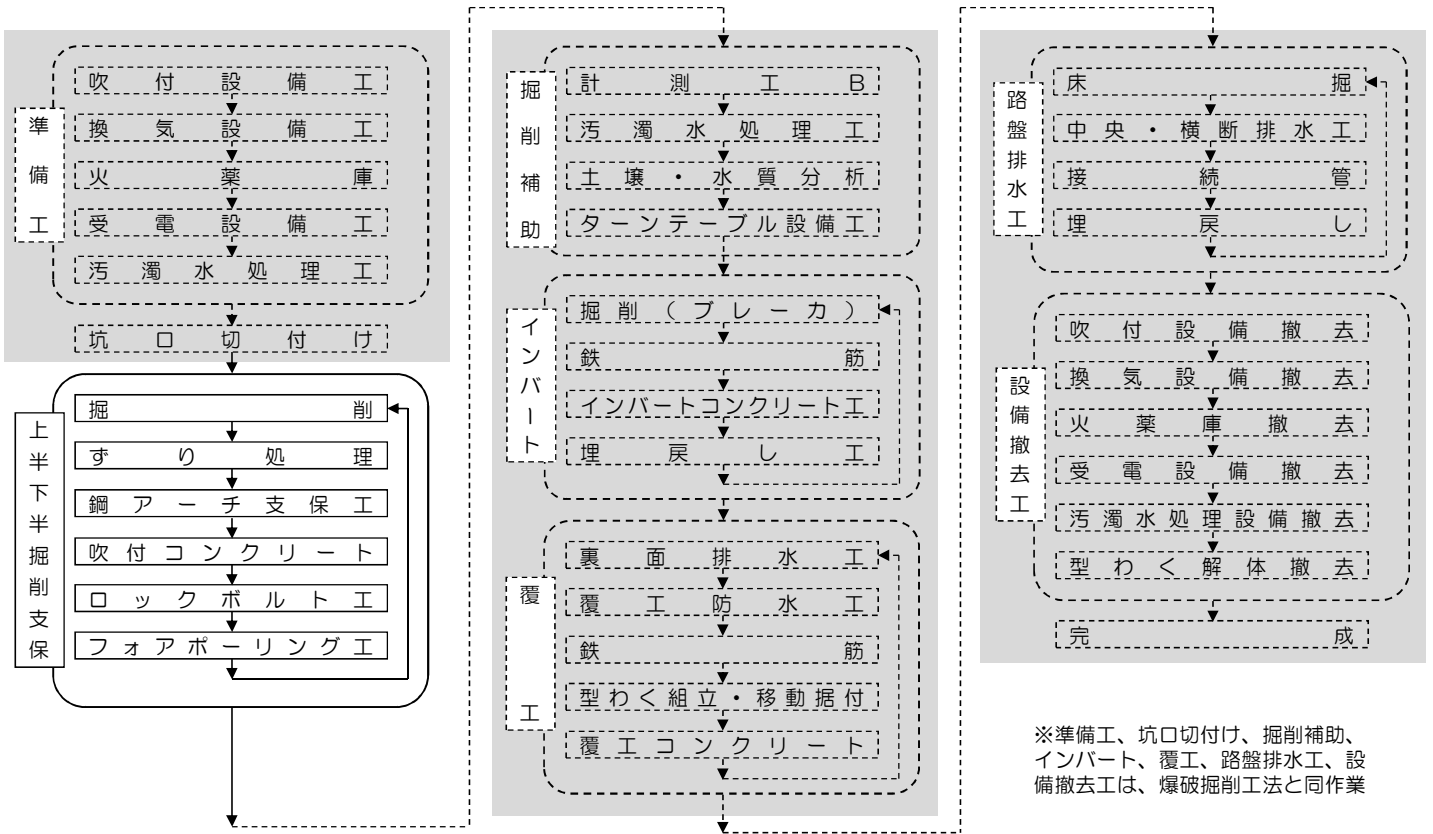 準備工
吹付設備工
換気設備工
火薬庫
受電設備工
汚濁水処理工
坑口切付け
上半下半掘削支保
掘削
ずり処理
鋼アーチ支保工
吹付コンクリート
ロックボルト工
フォアポーリング工
掘削補助
計測工B
汚濁水処理工
土壌・水質分析
ターンテーブル設備工
インバート
掘削(ブレーカ)
鉄筋
インバートコンクリート工
埋戻し工
覆工
裏面排水工
覆工防水工
鉄筋
型わく組立・移動据付
覆工コンクリート
路盤排水工
床掘
中央・横断排水工
接続管
埋戻し
設備撤去工
吹付設備撤去
換気設備撤去
火薬庫撤去
受電設備撤去
汚濁水処理設備撤去
型わく解体撤去
完成
※準備工、坑口切付け、掘削補助、
インバート、覆工、路盤排水工、設
備撤去工は、爆破掘削工法と同作業